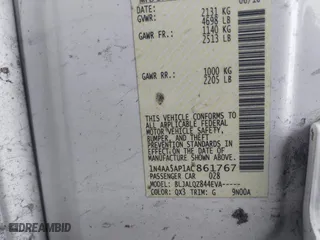 DATE:
2131 KG
GVWR:
4698 LB
GAWR FR.:
1140 KG
2513 LB
GAWR RR.:
1000 KG
2205 LB
THIS VEHICLE CONFORMS TO ALL
APPLICABLE FEDERAL MOTOR
VEHICLE SAFETY, BUMPER, AND
THEFT PREVENTION STANDARDS
IN EFFECT ON THE DATE OF
MANUFACTURE SHOWN ABOVE.
1N4AA5AP1AC861767
PASSENGER CAR 028
MODEL: BLJALQZ844EVA-----
COLOR: QX3 TRIM: G 9N00A
© DREAMBID